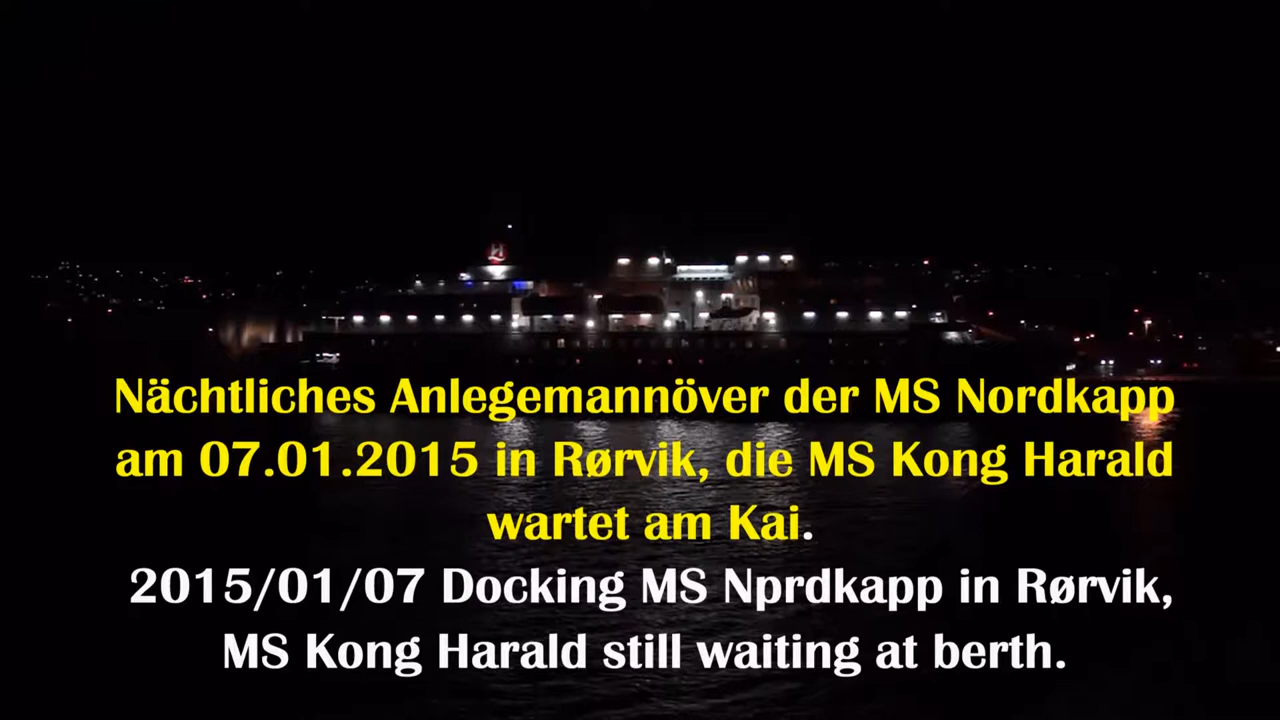 Nächtliches Anlegemannöver der MS Nordkapp
am 07.01.2015 in Rørvik, die MS Kong Harald
wartet am Kai.
2015/01/07 Docking MS Nprdkapp in Rørvik,
MS Kong Harald still waiting at berth.